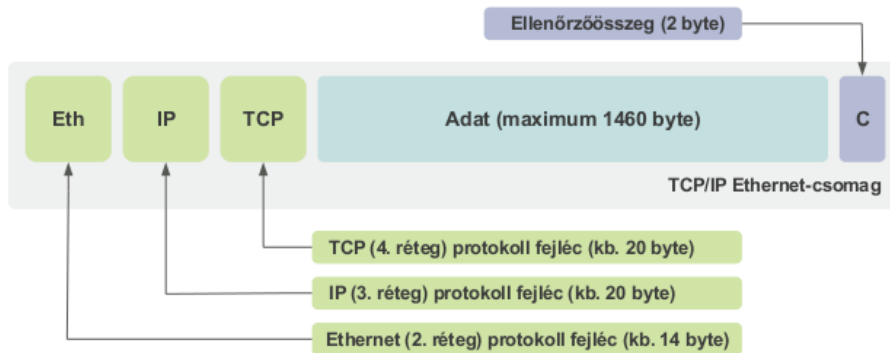 Ellenőrzőösszeg (2 byte)
Eth
IP
TCP
Adat (maximum 1460 byte)
C
TCP/IP Ethernet-csomag
TCP (4. réteg) protokoll fejléc (kb. 20 byte)
IP (3. réteg) protokoll fejléc (kb. 20 byte)
Ethernet (2. réteg) protokoll fejléc (kb. 14 byte)